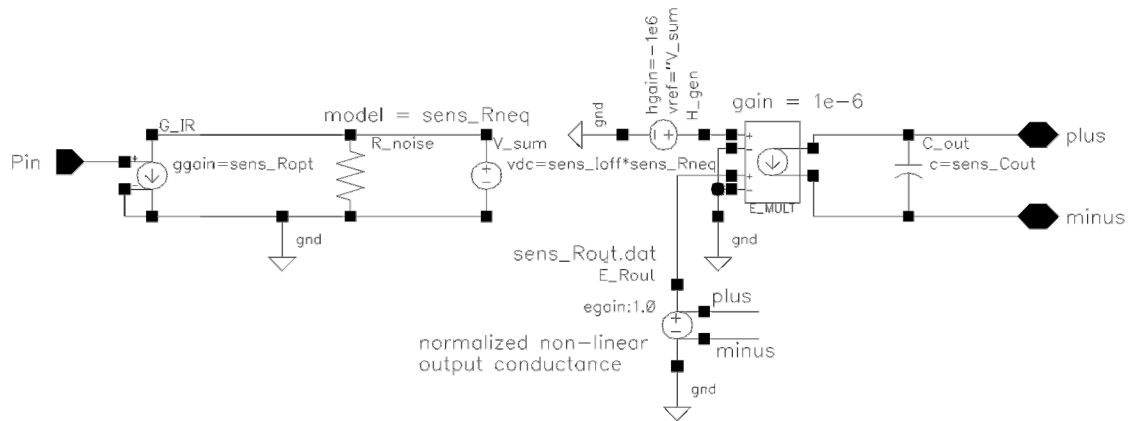 hgain=-1e6
vref="V_sum
H_gen
gnd
gain = 1e-6
model = sens_Rneq
G_IR
R_noise
V_sum
C_out
plus
Pin
ggain=sens_Ropt
vdc=sens_Ioff*sens_Rneq
c=sens_Cout
E_MULT
minus
gnd
gnd
sens_Rout.dat
E_Rout
egain:1.0
plus
normalized non-linear
minus
output conductance
gnd